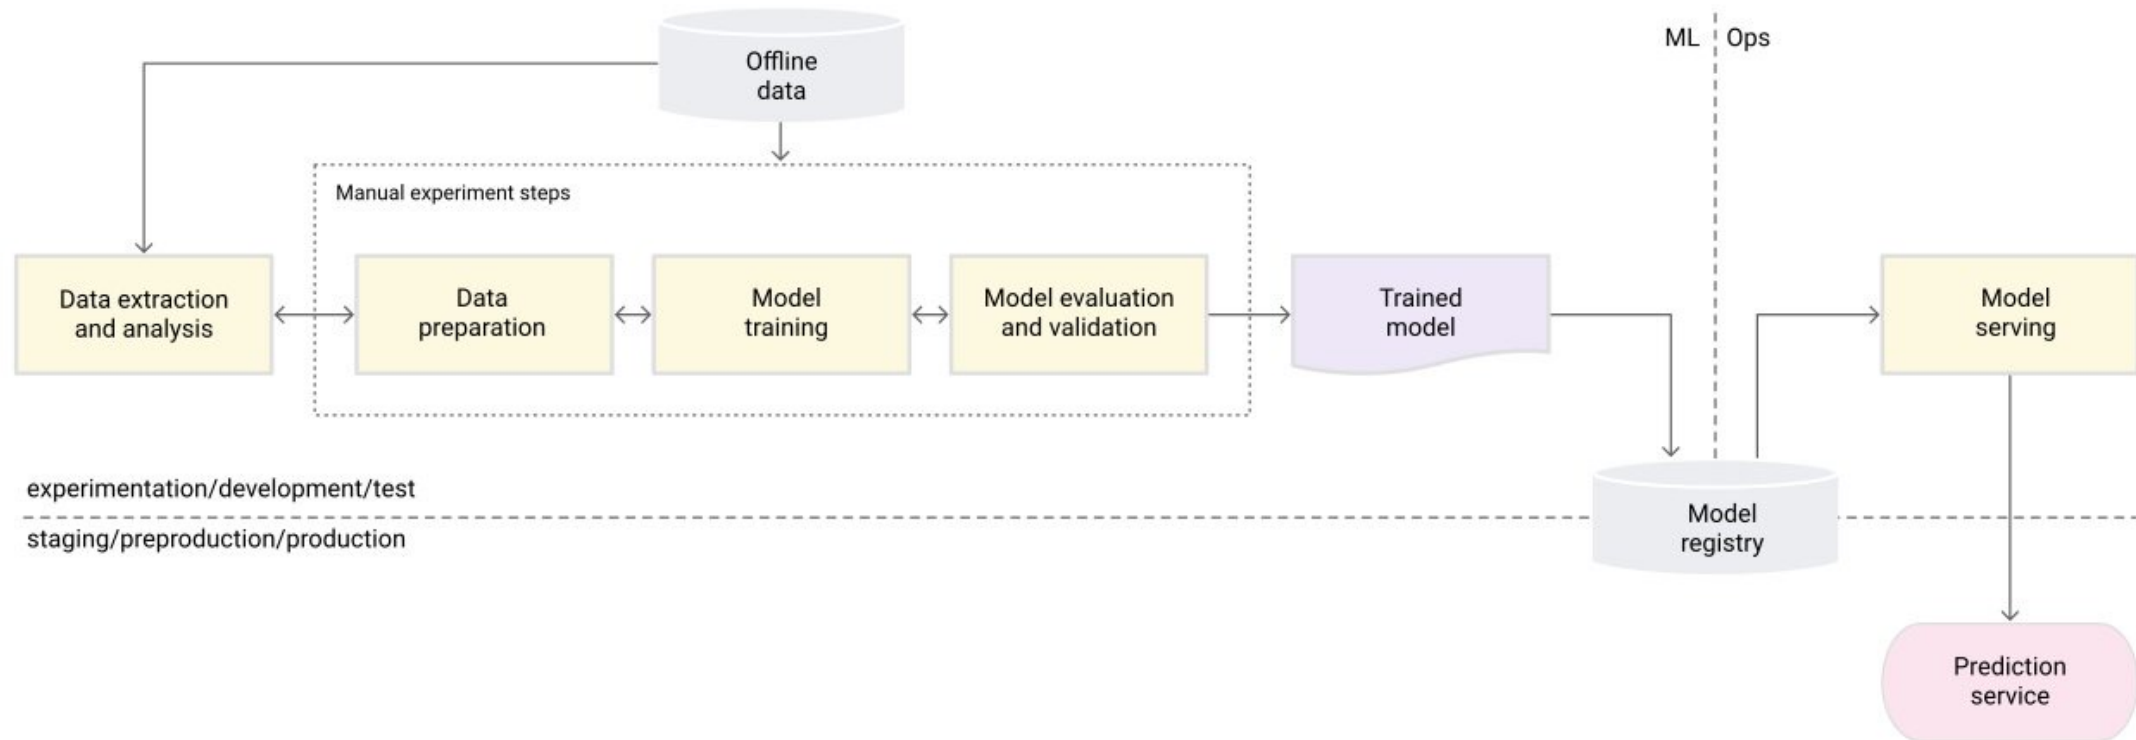 Offline
data
ML
Ops
Manual experiment steps
Data extraction
and analysis
Data
preparation
Model
training
Model evaluation
and validation
Trained
model
Model
serving
experimentation/development/test
staging/preproduction/production
Model
registry
Prediction
service